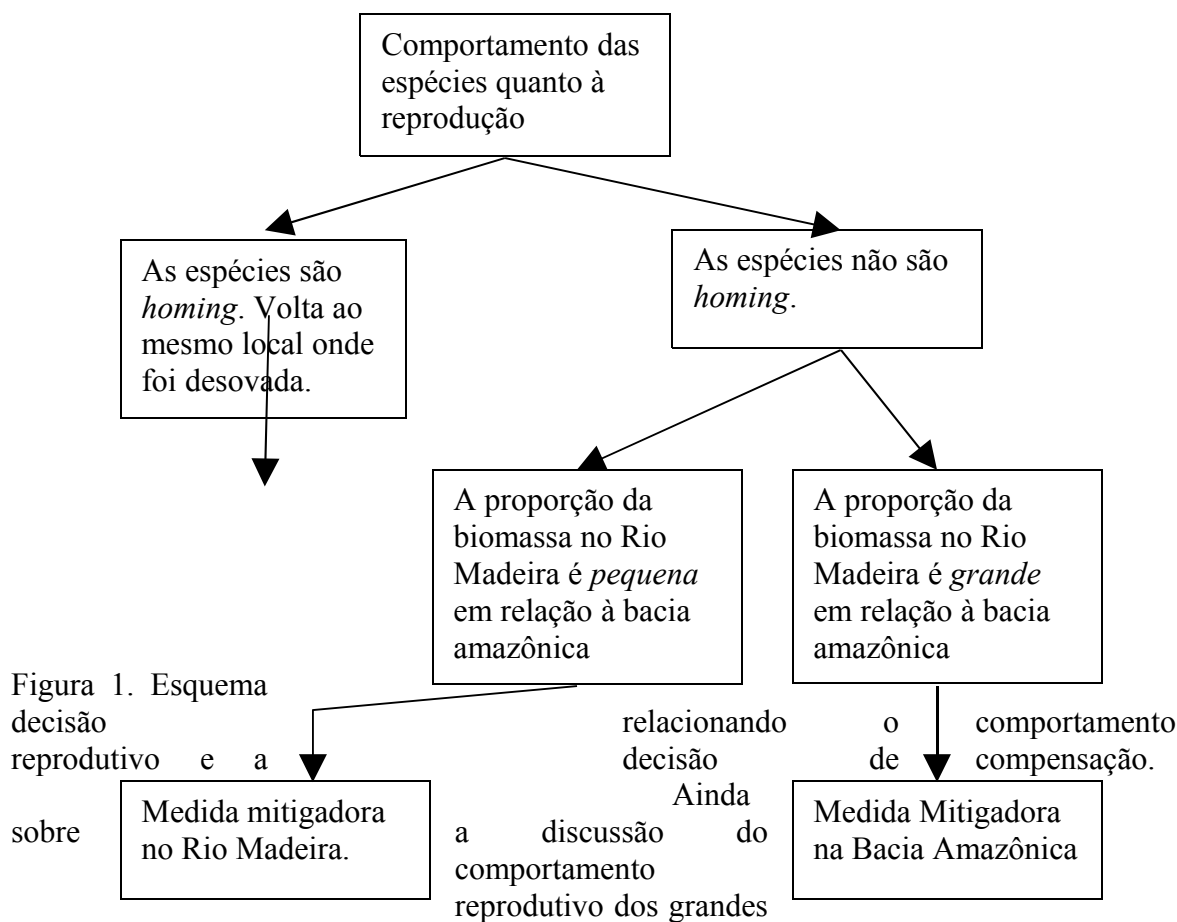 Comportamento das
espécies quanto à
reprodução
As espécies são
homing. Volta ao
mesmo local onde
foi desovada.
As espécies não são
homing.
A proporção da
biomassa no Rio
Madeira é pequena
em relação à bacia
amazônica
A proporção da
biomassa no Rio
Madeira é grande
em relação à bacia
amazônica
Figura 1. Esquema
decisão relacionando o comportamento
reprodutivo e a decisão de compensação.
Ainda
sobre a discussão do
comportamento
reprodutivo dos grandes
Medida mitigadora
no Rio Madeira.
Medida Mitigadora
na Bacia Amazônica